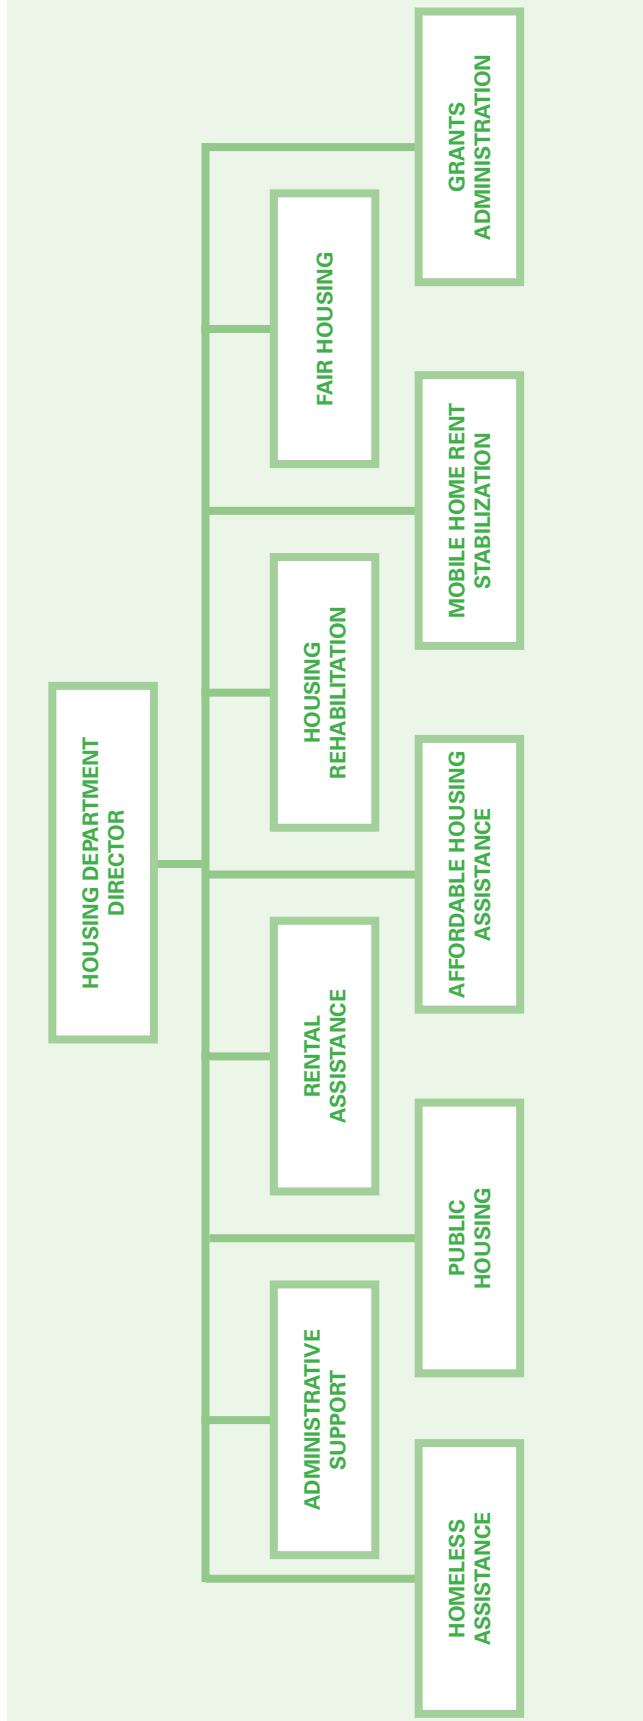 HOUSING DEPARTMENT
DIRECTOR
ADMINISTRATIVE
SUPPORT
RENTAL
ASSISTANCE
HOUSING
REHABILITATION
FAIR HOUSING
HOMELESS
ASSISTANCE
PUBLIC
HOUSING
AFFORDABLE HOUSING
ASSISTANCE
MOBILE HOME RENT
STABILIZATION
GRANTS
ADMINISTRATION